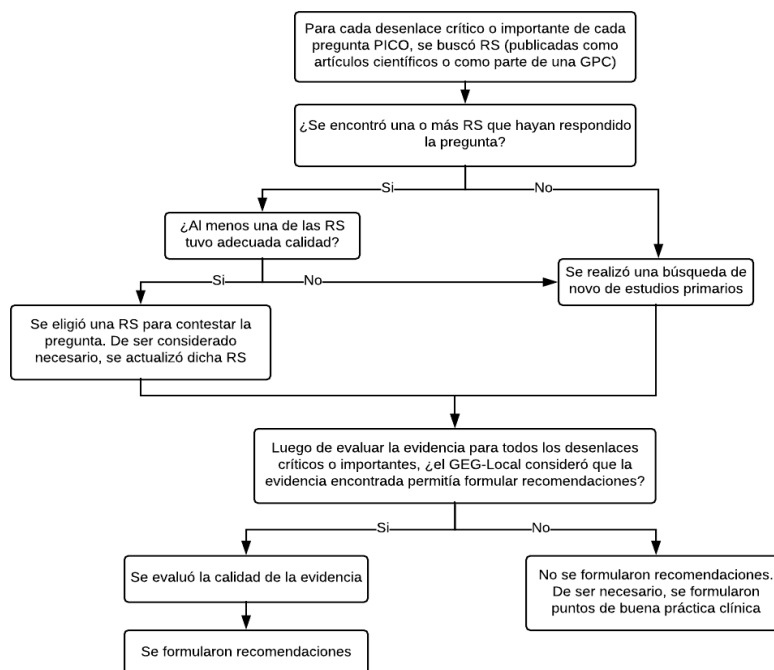 Para cada desenlace crítico o importante de cada
pregunta PICO, se buscó RS (publicadas como
artículos científicos o como parte de una GPC)
¿Se encontró una o más RS que hayan respondido
la pregunta?
Si
No
¿Al menos una de las RS
tuvo adecuada calidad?
Si
No
Se realizó una búsqueda de
novo de estudios primarios
Se eligió una RS para contestar la
pregunta. De ser considerado
necesario, se actualizó dicha RS
Luego de evaluar la evidencia para todos los desenlaces
críticos o importantes, ¿el GEG-Local consideró que la
evidencia encontrada permitía formular recomendaciones?
Si
No
Se evaluó la calidad de la evidencia
No se formularon recomendaciones.
De ser necesario, se formularon
puntos de buena práctica clínica
Se formularon recomendaciones